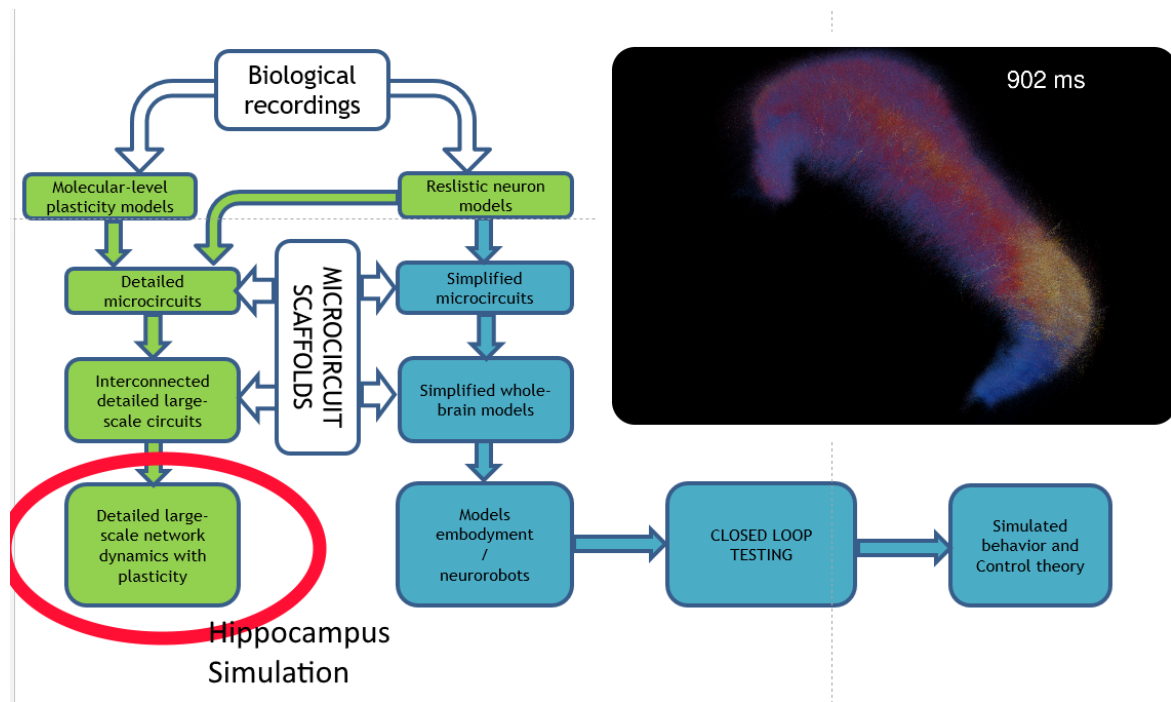 Biological
recordings
902 ms
Molecular-level
plasticity models
Reslistic neuron
models
MICROCIRCUIT
SCAFFOLDS
Detailed
microcircuits
Simplified
microcircuits
Interconnected
detailed large-
scale circuits
Simplified whole-
brain models
Detailed large-
scale network
dynamics with
plasticity
Models
embodyment
/
neurorobots
CLOSED LOOP
TESTING
Simulated
behavior and
Control theory
Hippocampus
Simulation